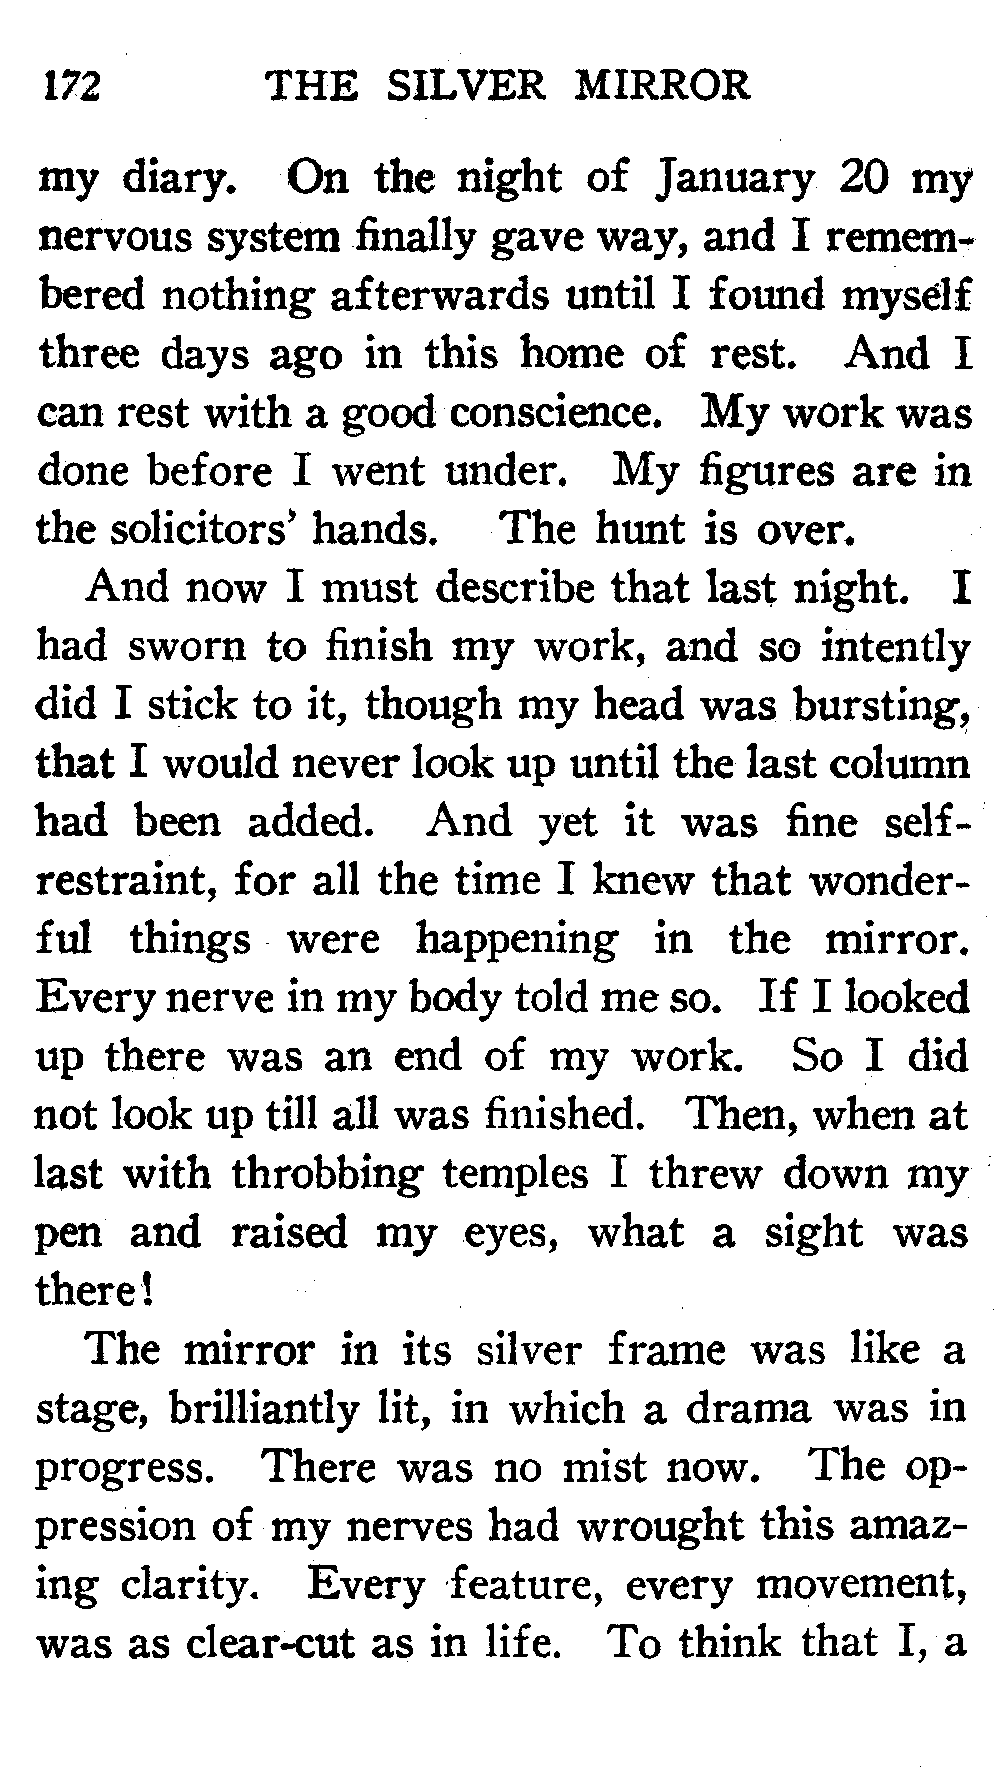 172 THE SILVER MIRROR
my diary. On the night of January 20 my
nervous system finally gave way, and I remem-
bered nothing afterwards until I found myself
three days ago in this home of rest. And I
can rest with a good conscience. My work was
done before I went under. My figures are in
the solicitors' hands. The hunt is over.
And now I must describe that last night. I
had sworn to finish my work, and so intently
did I stick to it, though my head was bursting,
that I would never look up until the last column
had been added. And yet it was fine self-
restraint, for all the time I knew that wonder-
ful things were happening in the mirror.
Every nerve in my body told me so. If I looked
up there was an end of my work. So I did
not look up till all was finished. Then, when at
last with throbbing temples I threw down my
pen and raised my eyes, what a sight was
there!
The mirror in its silver frame was like a
stage, brilliantly lit, in which a drama was in
progress. There was no mist now. The op-
pression of my nerves had wrought this amaz-
ing clarity. Every feature, every movement,
was as clear-cut as in life. To think that I, a